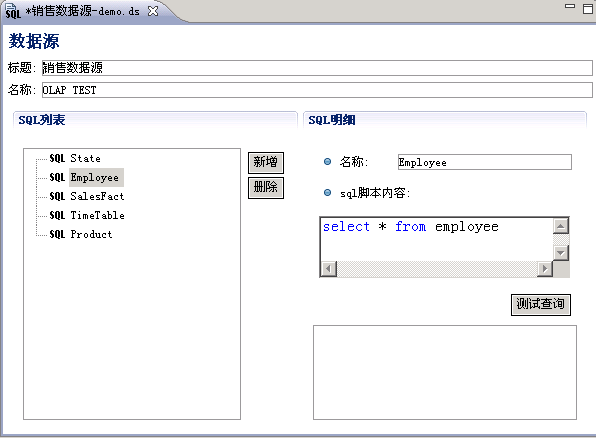 SQL *销售数据源-demo.ds
数据源
标题: 销售数据源
名称: OLAP TEST
SQL列表
SQL State
SQL Employee
SQL SalesFact
SQL TimeTable
SQL Product
新增
删除
SQL明细
名称: Employee
sql脚本内容:
select * from employee
测试查询